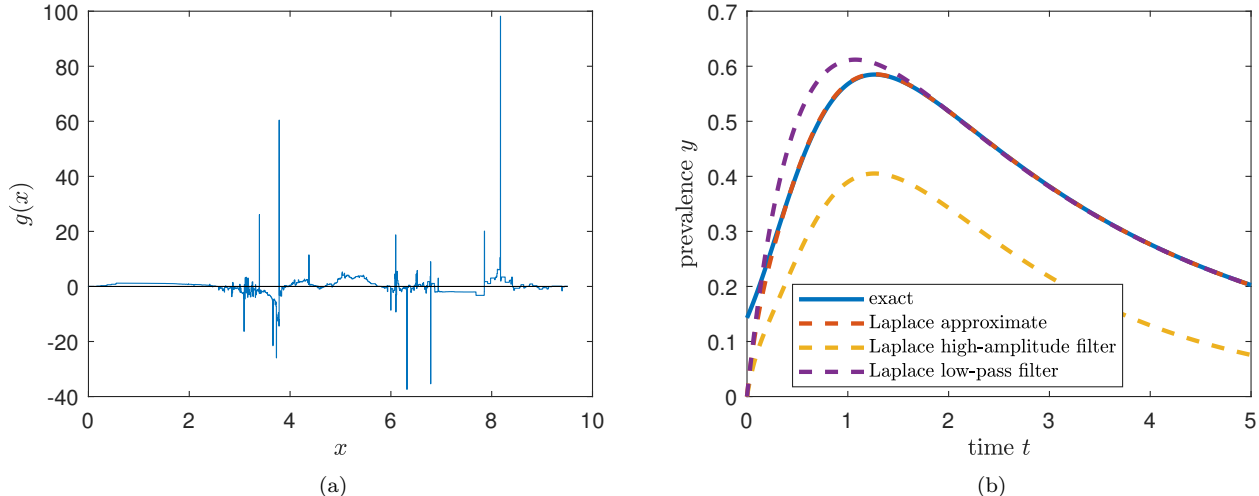 100
80
60
40
20
0
-20
-40
0
2
4
6
8
10
g(x)
x
(a)
0.7
0.6
0.5
0.4
0.3
0.2
0.1
0
0
1
2
3
4
5
prevalence y
time t
exact
Laplace approximate
Laplace high-amplitude filter
Laplace low-pass filter
(b)